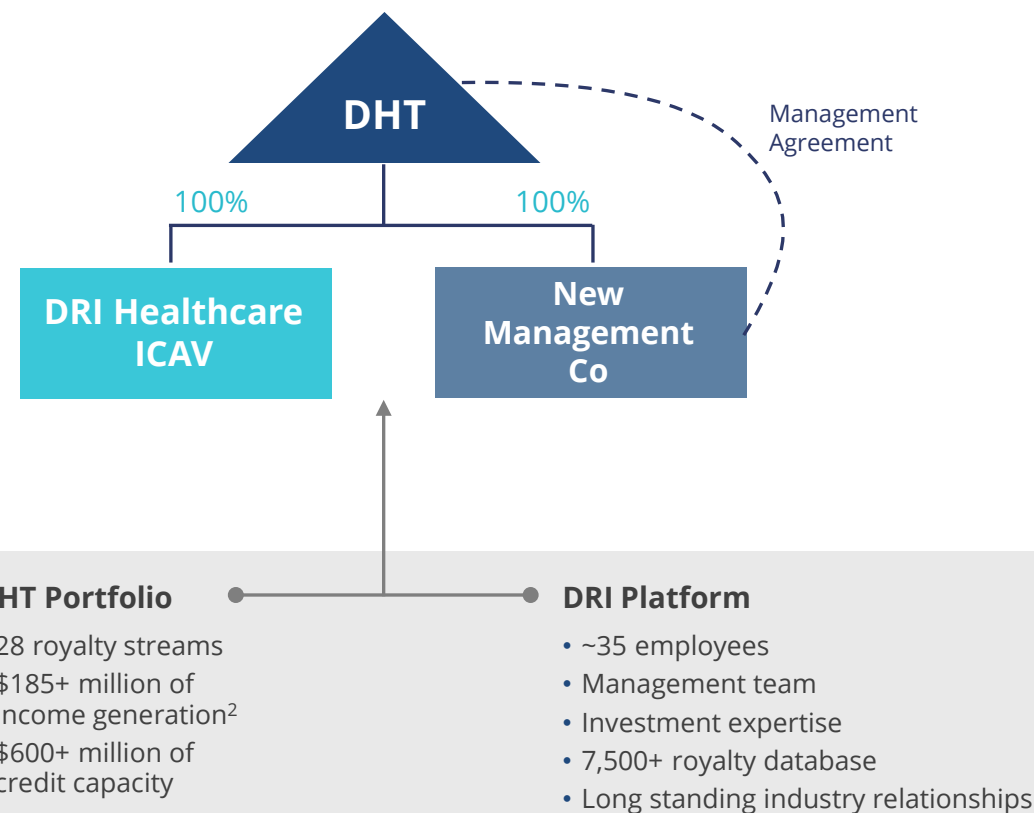 DHT
Management
Agreement
100%
100%
DRI Healthcare
ICAV
New
Management
Co
HT Portfolio
28 royalty streams
$185+ million of
income generation2
$600+ million of
credit capacity
DRI Platform
• ~35 employees
• Management team
• Investment expertise
• 7,500+ royalty database
• Long standing industry relationships